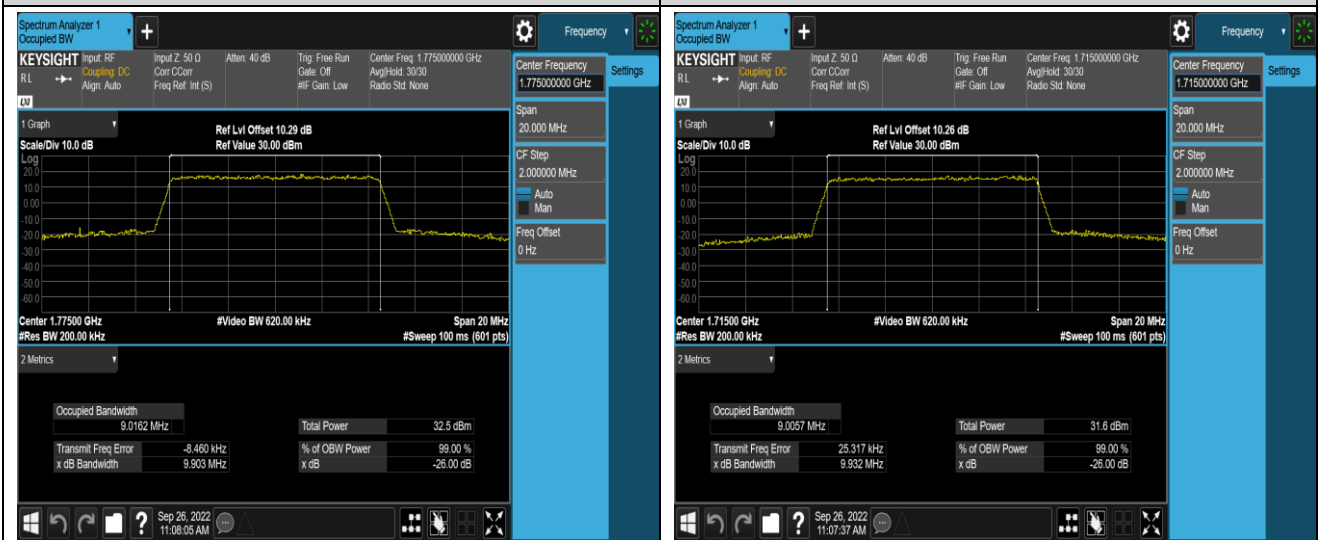 Spectrum Analyzer 1
Occupied BW
+
Frequency
KEYSIGHT
Input: RF
Coupling: DC
Align: Auto
Input Z: 50 Ω
Corr CCorr
Freq Ref: Int (S)
Atten: 40 dB
Trig: Free Run
Gate: Off
#IF Gain: Low
Center Freq: 1.775000000 GHz
Avg|Hold: 30/30
Radio Std: None
RL
LXI
Center Frequency
1.775000000 GHz
Settings
Span
20.000 MHz
CF Step
2.000000 MHz
Auto
Man
Freq Offset
0 Hz
1 Graph
Ref Lvl Offset 10.29 dB
Scale/Div 10.0 dB
Ref Value 30.00 dBm
Log
20.0
10.0
0.00
-10.0
-20.0
-30.0
-40.0
-50.0
-60.0
Center 1.77500 GHz
#Video BW 620.00 kHz
Span 20 MHz
#Res BW 200.00 kHz
#Sweep 100 ms (601 pts)
2 Metrics
Occupied Bandwidth
9.0162 MHz
Total Power 32.5 dBm
Transmit Freq Error -8.460 kHz
% of OBW Power 99.00 %
x dB Bandwidth 9.903 MHz
x dB -26.00 dB
?
Sep 26, 2022
11:08:05 AM
Spectrum Analyzer 1
Occupied BW
+
Frequency
KEYSIGHT
Input: RF
Coupling: DC
Align: Auto
Input Z: 50 Ω
Corr CCorr
Freq Ref: Int (S)
Atten: 40 dB
Trig: Free Run
Gate: Off
#IF Gain: Low
Center Freq: 1.715000000 GHz
Avg|Hold: 30/30
Radio Std: None
RL
LXI
Center Frequency
1.715000000 GHz
Settings
Span
20.000 MHz
CF Step
2.000000 MHz
Auto
Man
Freq Offset
0 Hz
1 Graph
Ref Lvl Offset 10.26 dB
Scale/Div 10.0 dB
Ref Value 30.00 dBm
Log
20.0
10.0
0.00
-10.0
-20.0
-30.0
-40.0
-50.0
-60.0
Center 1.71500 GHz
#Video BW 620.00 kHz
Span 20 MHz
#Res BW 200.00 kHz
#Sweep 100 ms (601 pts)
2 Metrics
Occupied Bandwidth
9.0057 MHz
Total Power 31.6 dBm
Transmit Freq Error 25.317 kHz
% of OBW Power 99.00 %
x dB Bandwidth 9.932 MHz
x dB -26.00 dB
?
Sep 26, 2022
11:07:37 AM